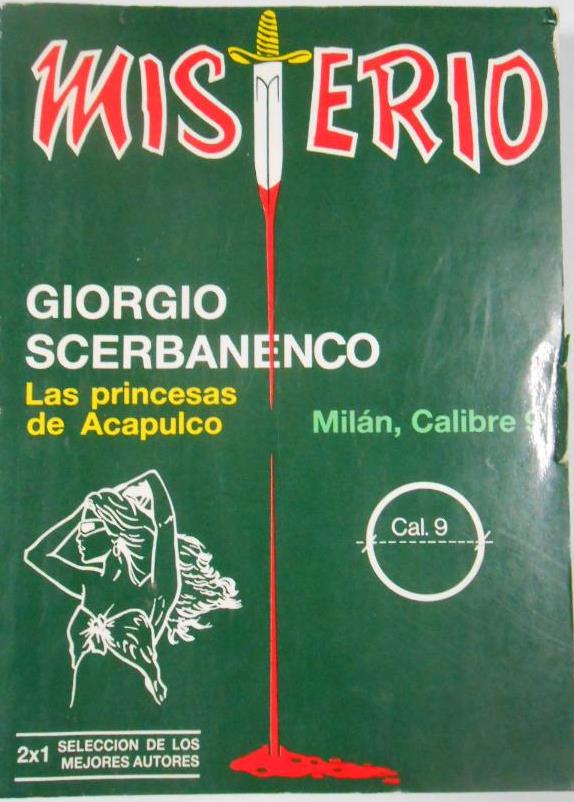 MISTERIO
GIORGIO
SCERBANENCO
Las princesas
de Acapulco
Milán, Calibre 9
Cal. 9
2x1 SELECCION DE LOS
MEJORES AUTORES